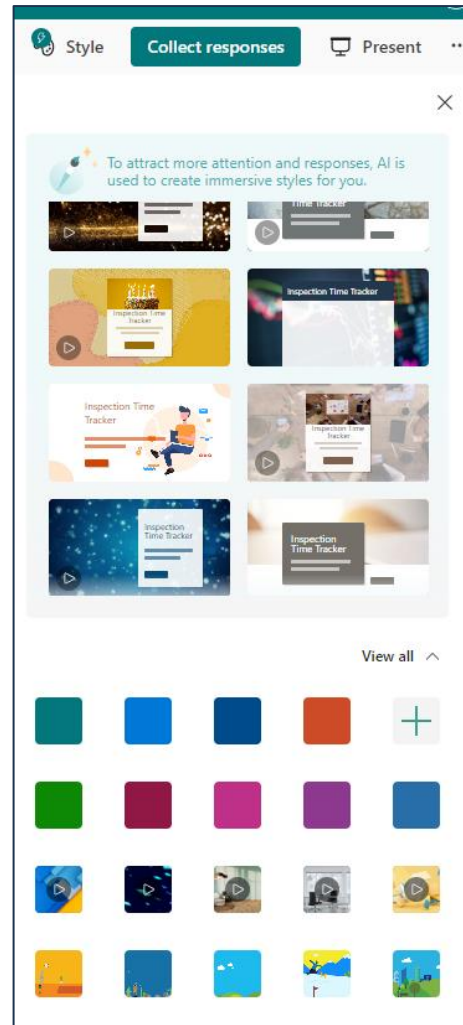 Style
Collect responses
Present
To attract more attention and responses, AI is
used to create immersive styles for you.
Time Tracker
Inspection Time
Tracker
Inspection Time Tracker
Inspection Time
Tracker
Inspection Time
Tracker
Inspection
Time Tracker
Inspection
Time Tracker
View all